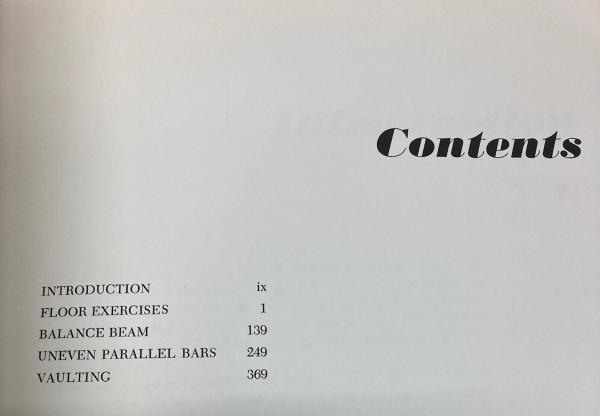 Contents
INTRODUCTION ix
FLOOR EXERCISES 1
BALANCE BEAM 139
UNEVEN PARALLEL BARS 249
VAULTING 369